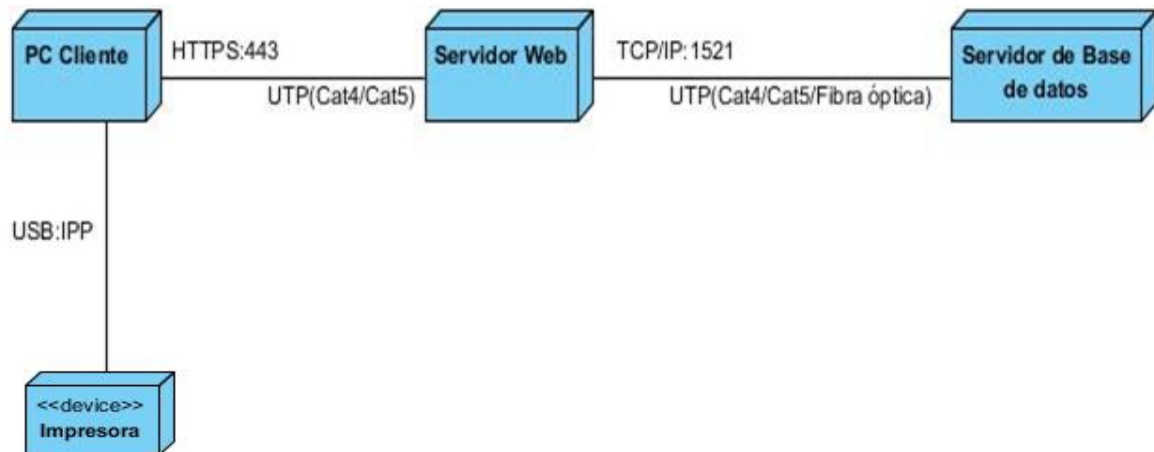 PC Cliente
HTTPS:443
UTP(Cat4/Cat5)
Servidor Web
TCP/IP:1521
UTP(Cat4/Cat5/Fibra óptica)
Servidor de Base
de datos
USB:IPP
<<device>>
Impresora